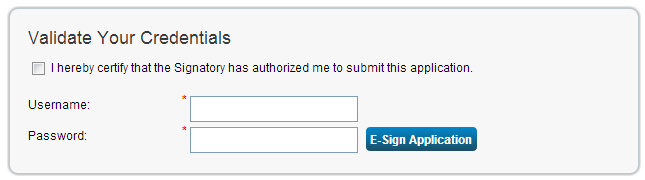 Validate Your Credentials
I hereby certify that the Signatory has authorized me to submit this application.
Username: *
Password: * E-Sign Application